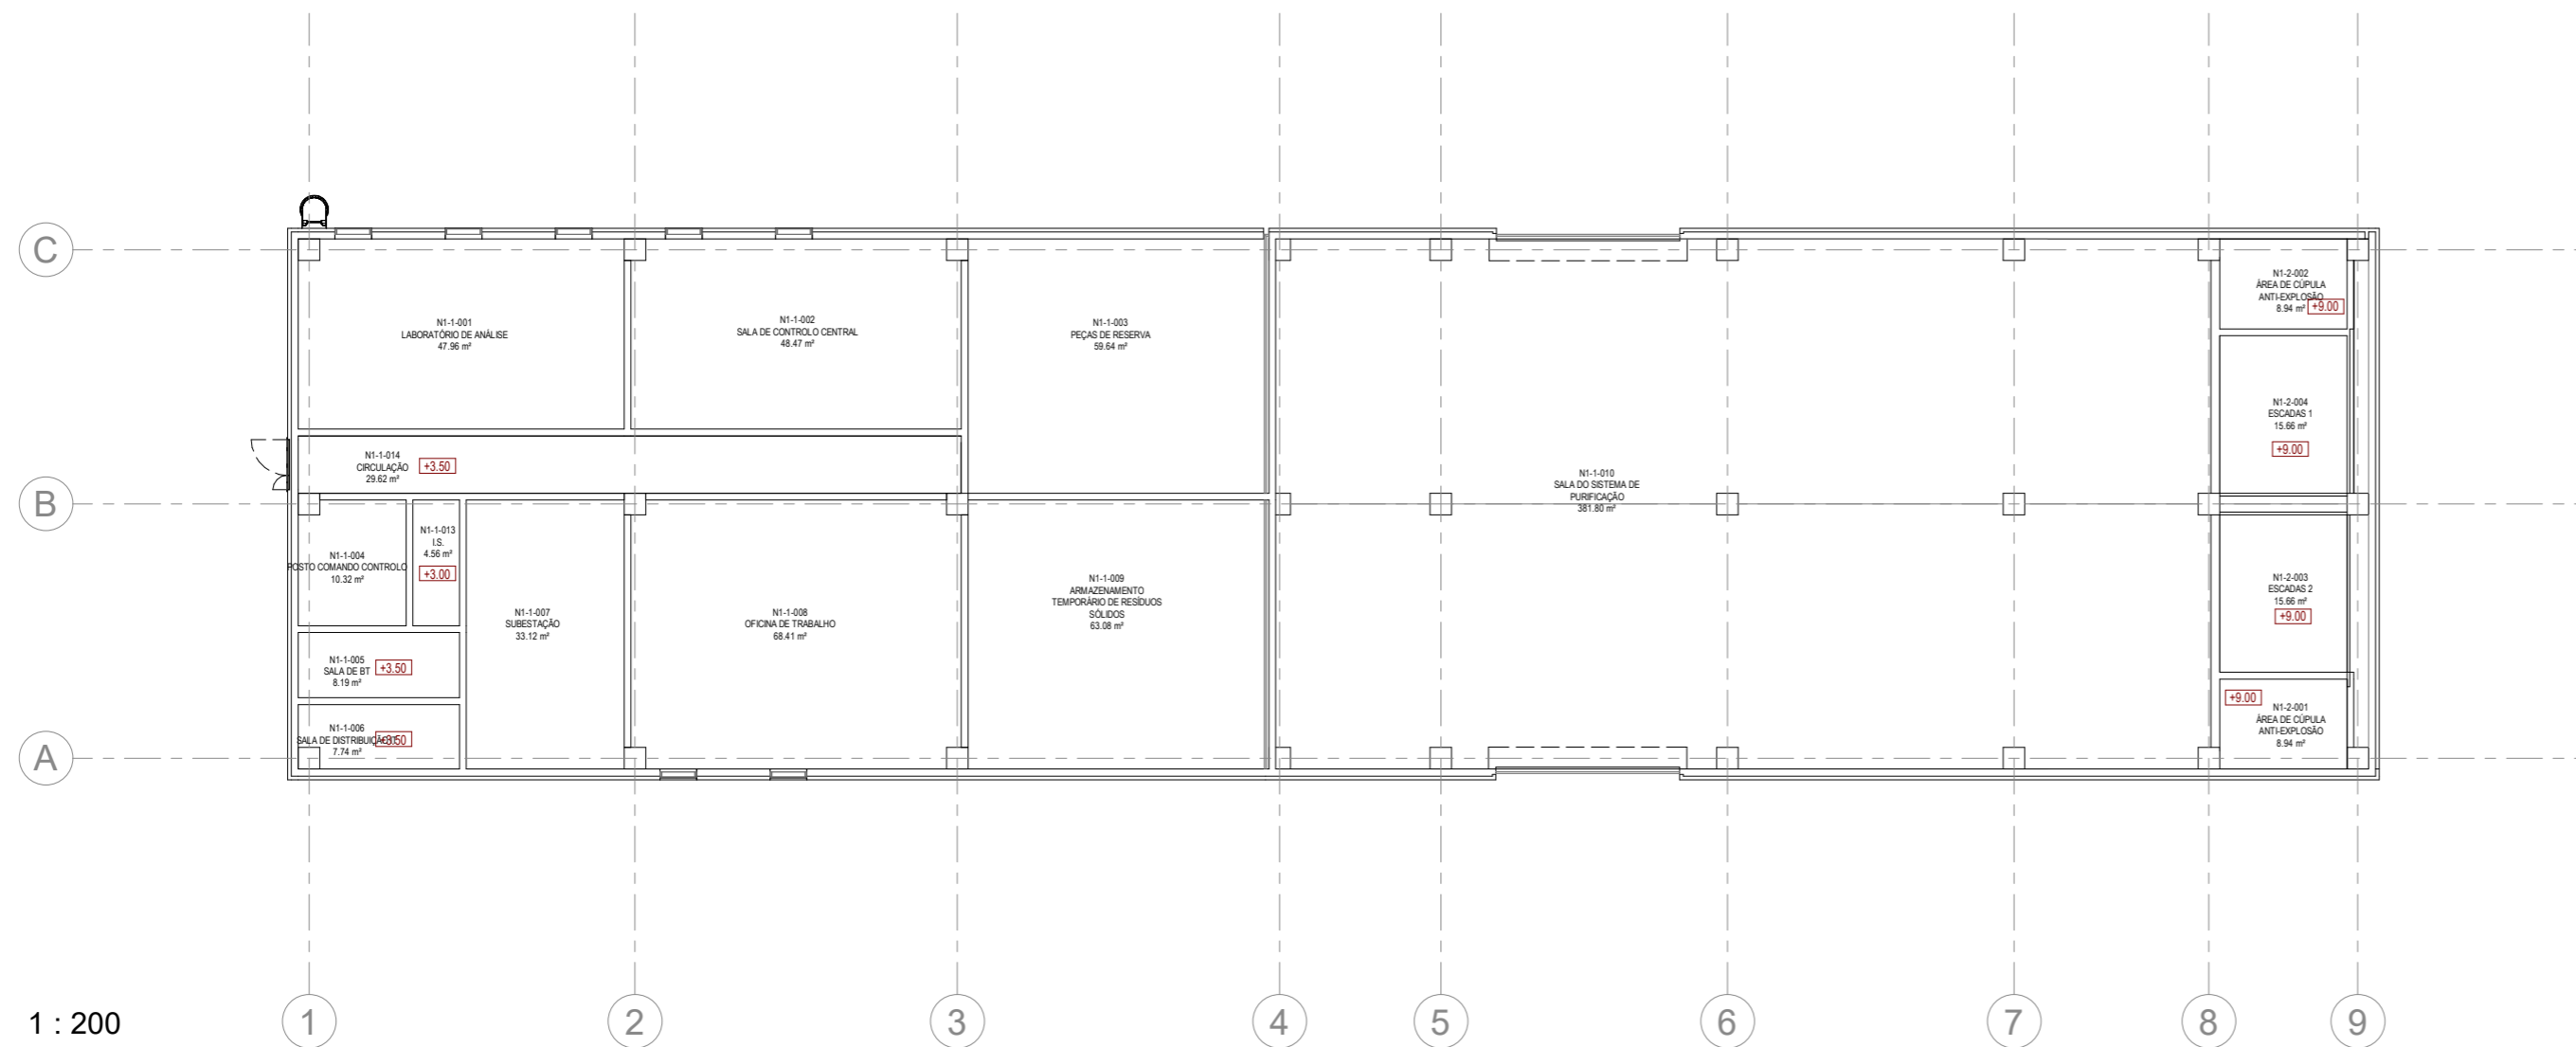 C
B
A
N1-1-001
LABORATÓRIO DE ANÁLISE
47.96 m²
N1-1-002
SALA DE CONTROLO CENTRAL
48.47 m²
N1-1-003
PEÇAS DE RESERVA
59.64 m²
N1-2-002
ÁREA DE CÚPULA
ANTI-EXPLOSÃO
8.94 m²
+9.00
N1-2-004
ESCADAS 1
15.66 m²
+9.00
N1-1-014
CIRCULAÇÃO
29.62 m²
+3.50
N1-1-010
SALA DO SISTEMA DE
PURIFICAÇÃO
381.80 m²
N1-1-004
POSTO COMANDO CONTROLO
10.32 m²
N1-1-013
I.S.
4.56 m²
+3.00
N1-1-007
SUBESTAÇÃO
33.12 m²
N1-1-008
OFICINA DE TRABALHO
68.41 m²
N1-1-009
ARMAZENAMENTO
TEMPORÁRIO DE RESÍDUOS
SÓLIDOS
63.08 m²
N1-2-003
ESCADAS 2
15.66 m²
+9.00
N1-1-005
SALA DE BT
8.19 m²
+3.50
N1-1-006
SALA DE
7.74 m²
+3.50
+9.00
N1-2-001
ÁREA DE CÚPULA
ANTI-EXPLOSÃO
8.94 m²
1 : 200
1
2
3
4
5
6
7
8
9